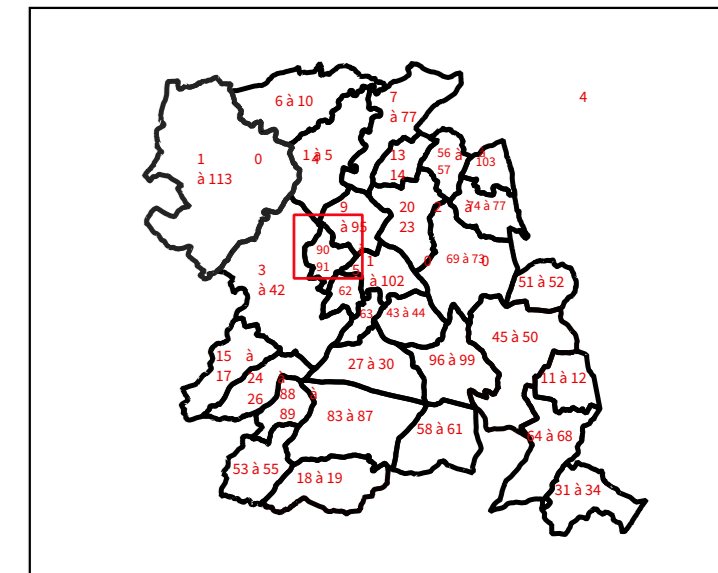 7
4
6 à 10
à 77
1 0
1 à 5
4
13
14
56 à 4
57
103
à 113
9
20 2 à
74 à 77
à 95
23
90
91
à
5
1 0
69 à 73
0
3
à 42
à 102
51 à 52
62
63
43 à 44
45 à 50
15 à
17
27 à 30
96 à 99
11 à 12
24 à
26
88 à
89
83 à 87
58 à 61
64 à 68
53 à 55
18 à 19
31 à 34